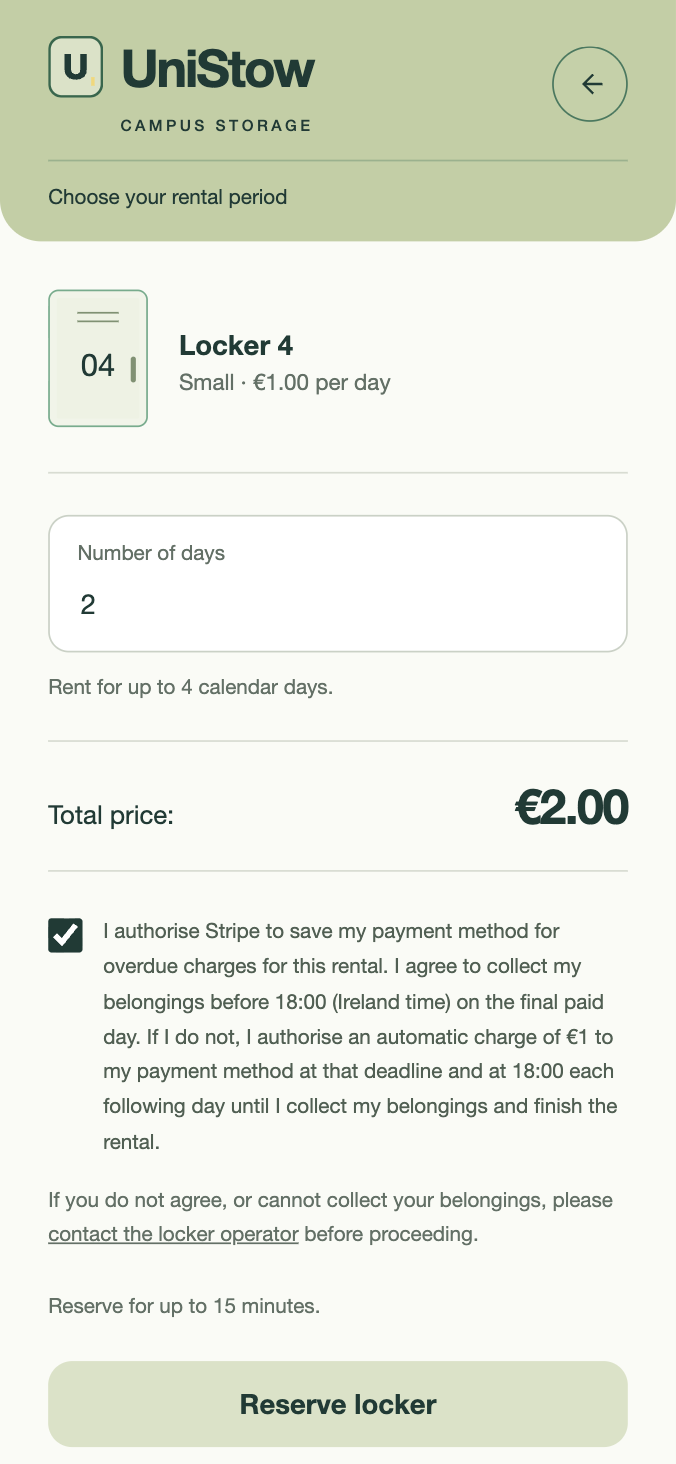 U
UniStow
CAMPUS STORAGE
Choose your rental period
04
Locker 4
Small · €1.00 per day
Number of days
2
Rent for up to 4 calendar days.
Total price:
€2.00
I authorise Stripe to save my payment method for
overdue charges for this rental. I agree to collect my
belongings before 18:00 (Ireland time) on the final paid
day. If I do not, I authorise an automatic charge of €1 to
my payment method at that deadline and at 18:00 each
following day until I collect my belongings and finish the
rental.
If you do not agree, or cannot collect your belongings, please
contact the locker operator before proceeding.
Reserve for up to 15 minutes.
Reserve locker